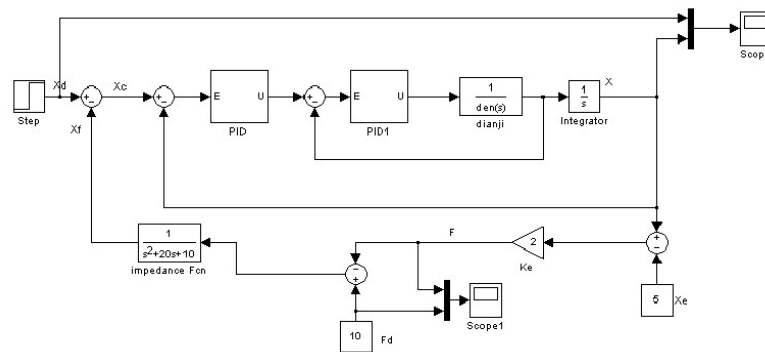 Scop
Step
Xd
+
−
Xc
Xf
+
−
E
U
PID
+
−
E
U
PID1
1
den(s)
dianji
1
s
Integrator
X
1
s²+20s+10
impedance Fcn
F
2
Ke
+
−
5
Xe
−
+
10
Fd
Scope1